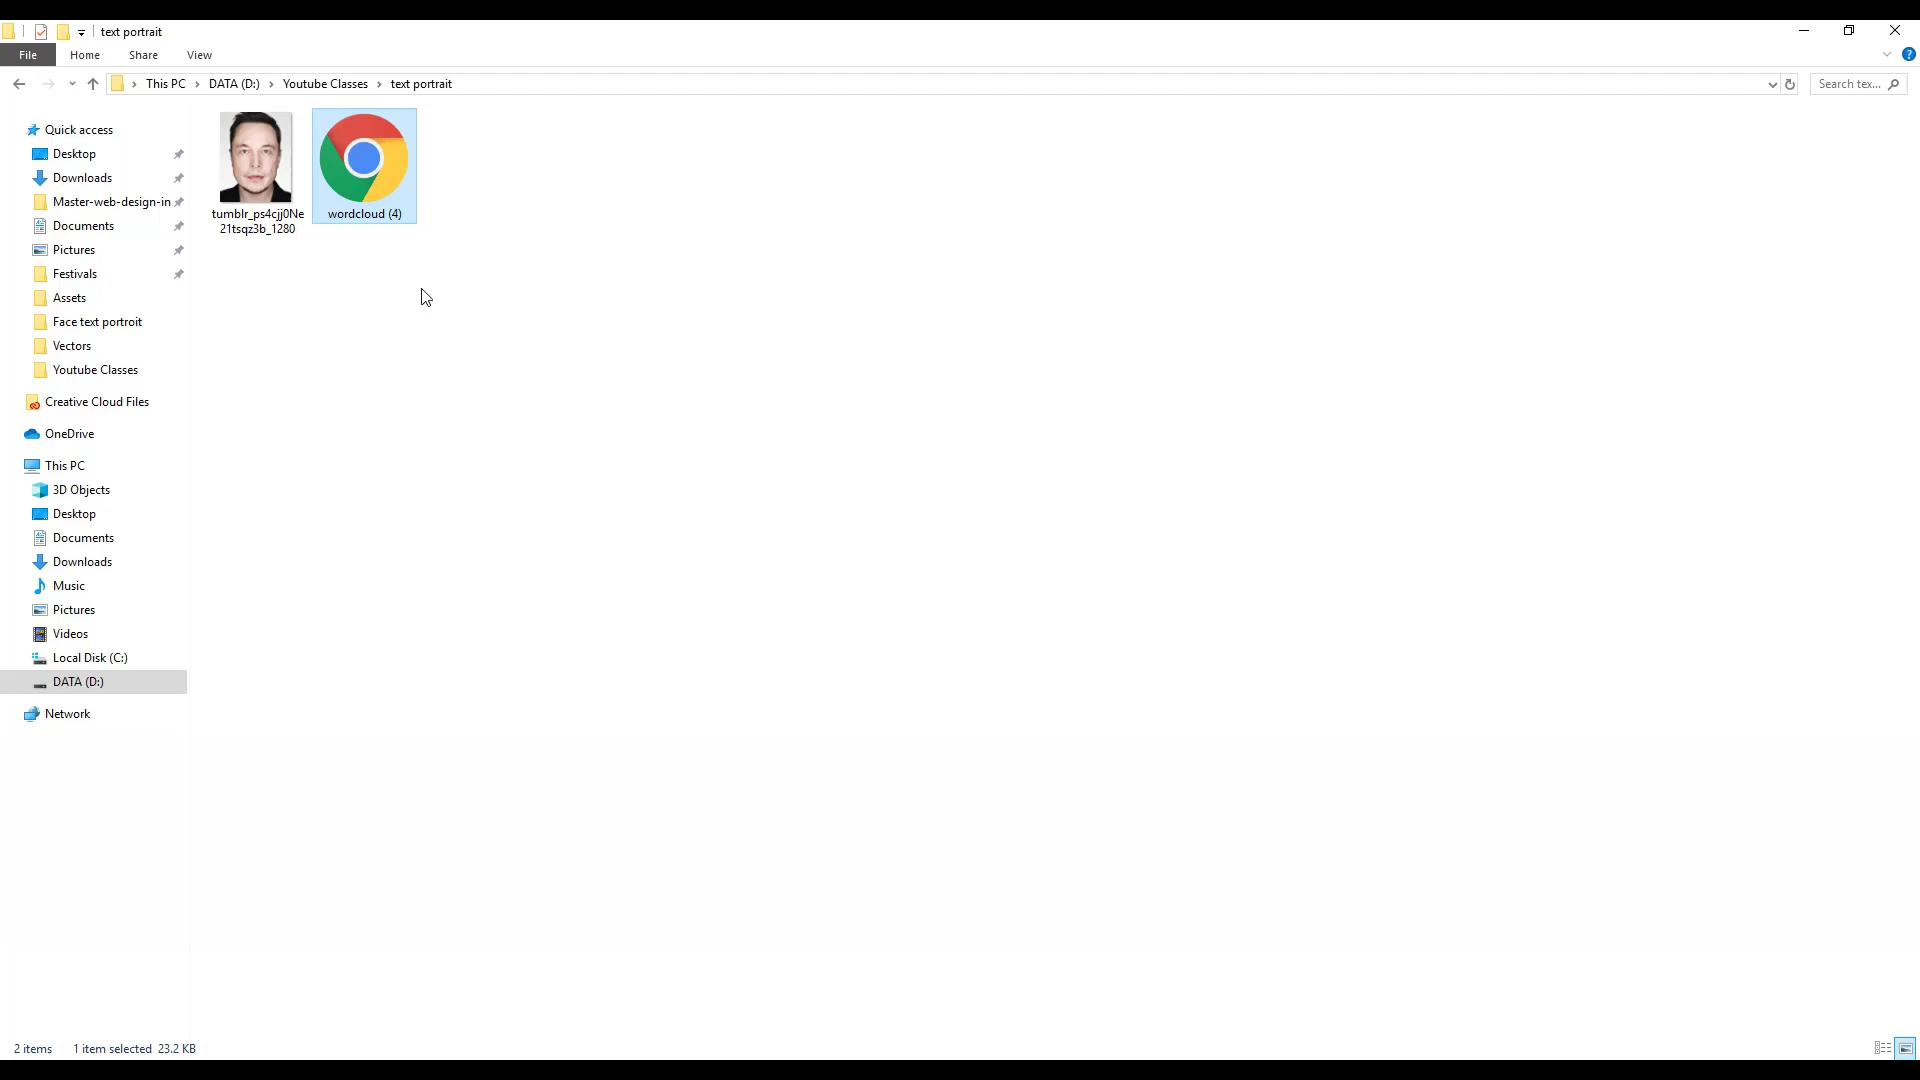 text portrait
File Home Share View
This PC DATA (D:) Youtube Classes text portrait Search tex...
Quick access
Desktop
Downloads
Master-web-design-in
Documents
Pictures
Festivals
Assets
Face text portroit
Vectors
Youtube Classes
Creative Cloud Files
OneDrive
This PC
3D Objects
Desktop
Documents
Downloads
Music
Pictures
Videos
Local Disk (C:)
DATA (D:)
Network
tumblr_ps4cjj0Ne
21tsqz3b_1280
wordcloud (4)
2 items 1 item selected 23.2 KB